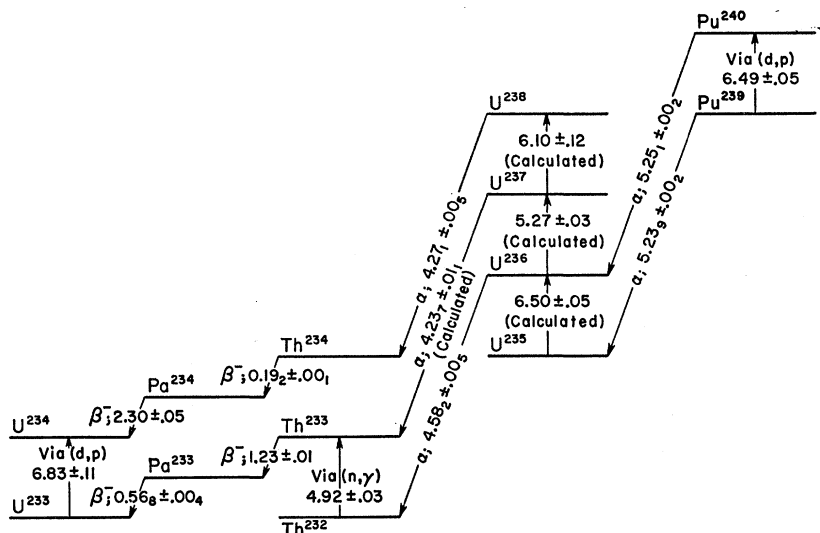 Pu²⁴⁰
Via (d,p)
6.49 ±.05
Pu²³⁹
α; 5.25₁ ±.00₂
α; 5.23₉ ±.00₂
U²³⁸
6.10 ±.12
(Calculated)
U²³⁷
5.27 ±.03
(Calculated)
U²³⁶
6.50 ±.05
(Calculated)
U²³⁵
α; 4.27₁ ±.00₅
α; 4.23₇ ±.01₁
(Calculated)
α; 4.58₂ ±.00₅
Th²³⁴
β⁻; 0.19₂ ±.00₁
Pa²³⁴
β⁻; 2.30 ±.05
U²³⁴
Th²³³
β⁻; 1.23 ±.01
Pa²³³
Via (d,p)
6.83 ±.11
β⁻; 0.56₈ ±.00₄
Via (n,γ)
4.92 ±.03
U²³³
Th²³²